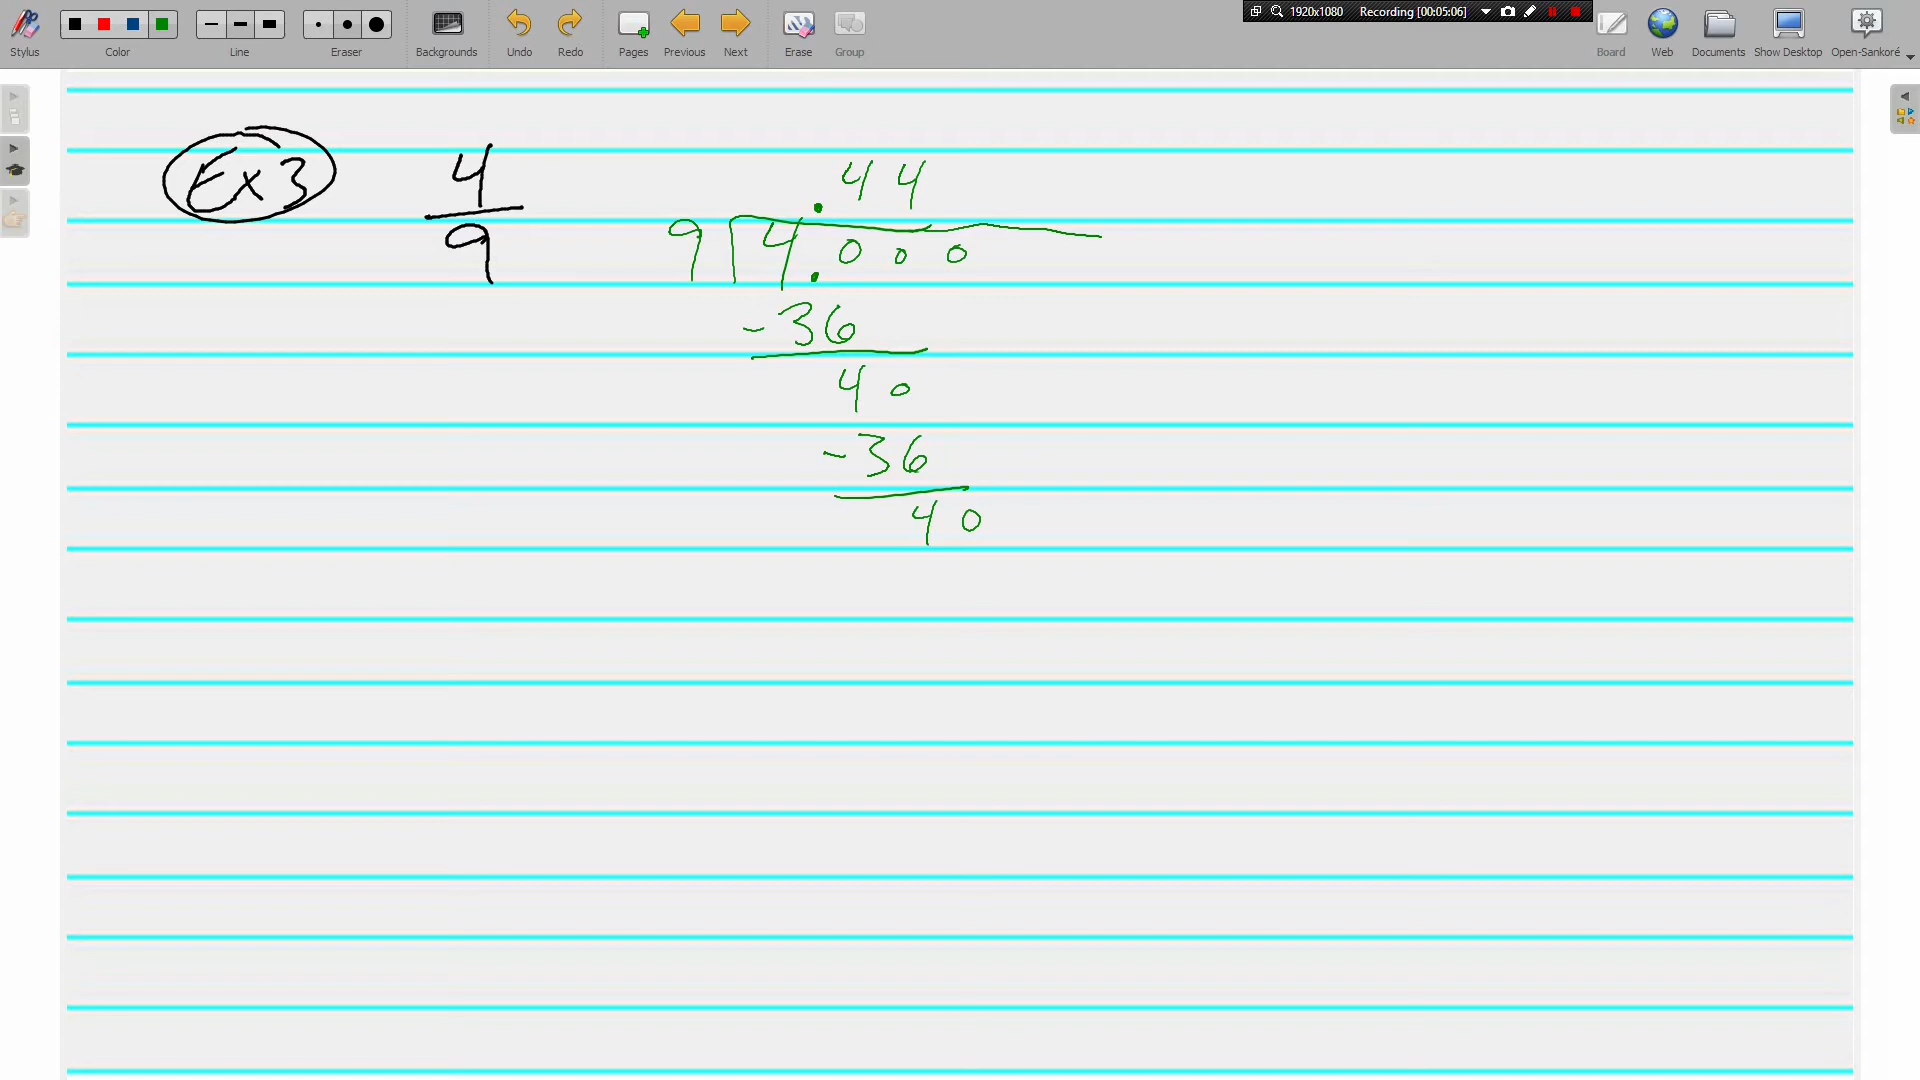 1920x1080 Recording [00:05:06]
Stylus Color Line Eraser Backgrounds Undo Redo Pages Previous Next Erase Group Board Web Documents Show Desktop Open-Sankoré
Ex 3 4 .44
9 9 4.000
-36
40
-36
40